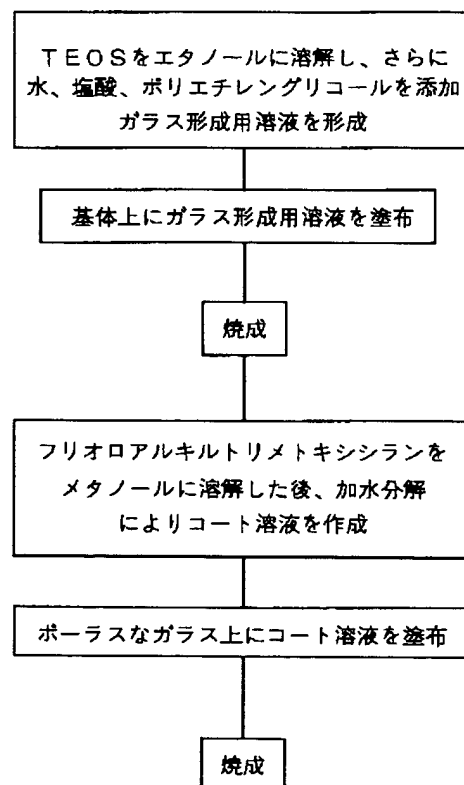 TEOSをエタノールに溶解し、さらに
水、塩酸、ポリエチレングリコールを添加
ガラス形成用溶液を形成
基体上にガラス形成用溶液を塗布
焼成
フリオロアルキルトリメトキシシランを
メタノールに溶解した後、加水分解
によりコート溶液を作成
ポーラスなガラス上にコート溶液を塗布
焼成